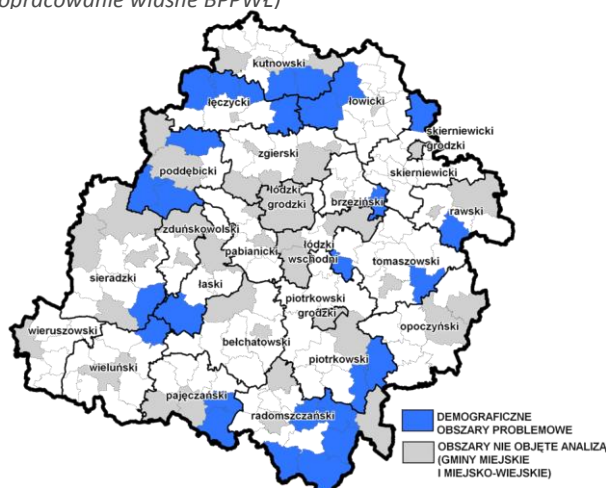 opracowanie własne BPPWŁ)
kutnowski
łęczycki
łowicki
skierniewicki
grodzki
zgierski
poddębicki
skierniewicki
łódzki
grodzki
brzeziński
rawski
zduńskowolski
łódzki
wschodni
pabianicki
tomaszowski
sieradzki
łaski
piotrkowski
grodzki
wieruszowski
opoczyński
bełchatowski
wieluński
piotrkowski
pajęczański
radomszczański
DEMOGRAFICZNE
OBSZARY PROBLEMOWE
OBSZARY NIE OBJĘTE ANALIZĄ
(GMINY MIEJSKIE
I MIEJSKO-WIEJSKIE)